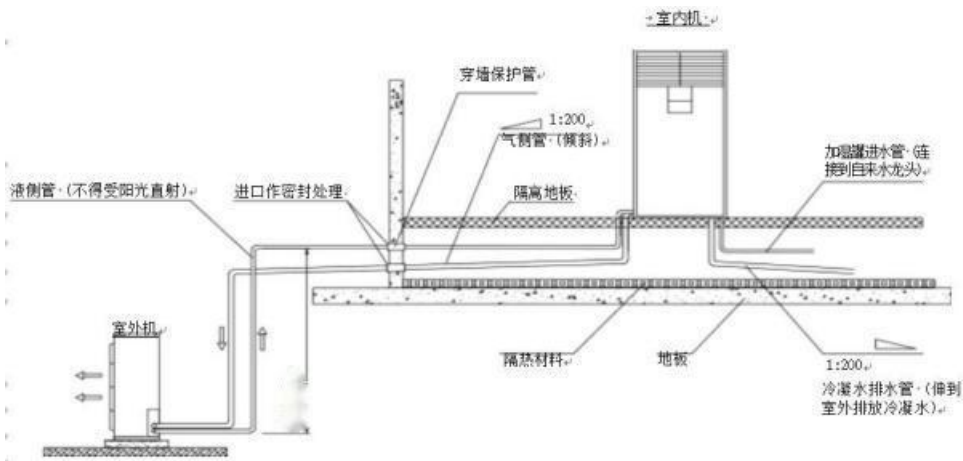 室内机
穿墙保护管
1:200
气侧管·(倾斜)
加湿罐进水管·(连
接到自来水龙头)
液侧管·(不得受阳光直射)
进口作密封处理
隔高地板
室外机
隔热材料
地板
1:200
冷凝水排水管·(伸到
室外排放冷凝水)